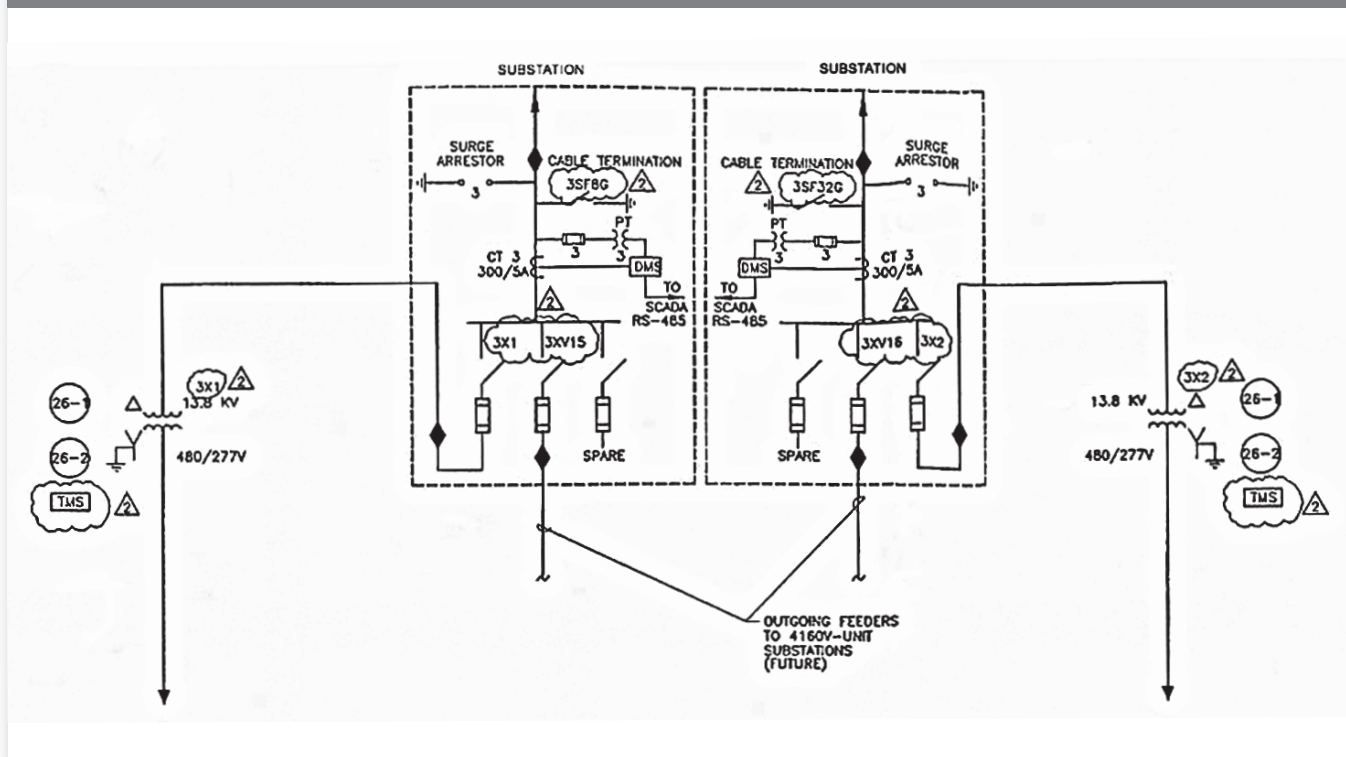 SUBSTATION
SURGE
ARRESTOR
3
CABLE TERMINATION
3SF8G
2
PT
3
3
CT 3
300/5A
DMS
TO
SCADA
RS-485
2
3X1
3XV15
SPARE
SUBSTATION
CABLE TERMINATION
2
3SF32G
SURGE
ARRESTOR
3
PT
3
3
DMS
CT 3
300/5A
TO
SCADA
RS-485
2
3XV16
3X2
SPARE
26-1
3X1
2
13.8 KV
26-2
480/277V
TMS
2
3X2
2
13.8 KV
26-1
480/277V
26-2
TMS
2
OUTGOING FEEDERS
TO 4160V-UNIT
SUBSTATIONS
(FUTURE)